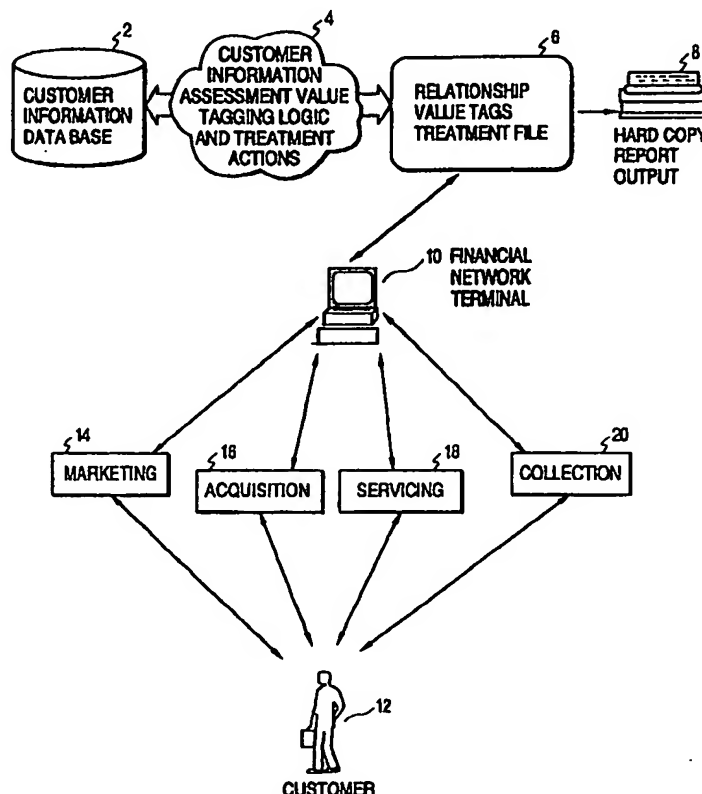 2
CUSTOMER
INFORMATION
DATA BASE
4
CUSTOMER
INFORMATION
ASSESSMENT VALUE
TAGGING LOGIC
AND TREATMENT
ACTIONS
6
RELATIONSHIP
VALUE TAGS
TREATMENT FILE
8
HARD COPY
REPORT
OUTPUT
10 FINANCIAL
NETWORK
TERMINAL
14
MARKETING
16
ACQUISITION
18
SERVICING
20
COLLECTION
12
CUSTOMER